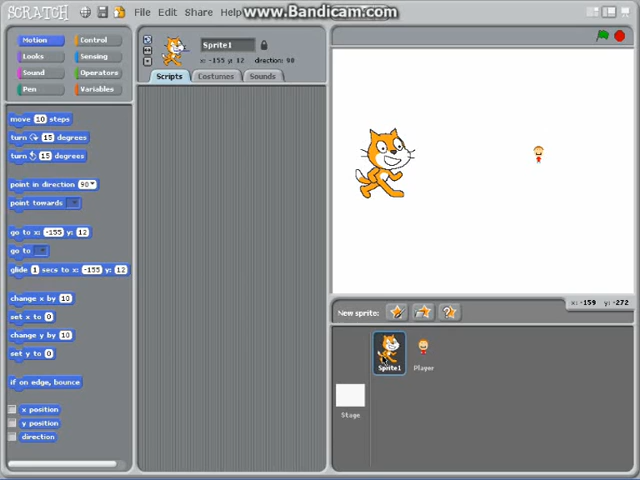 SCRATCH File Edit Share Help
www.Bandicam.com
Motion Control
Looks Sensing
Sound Operators
Pen Variables
Sprite1
x: -155 y: 12 direction: 90
Scripts Costumes Sounds
move 10 steps
turn 15 degrees
turn 15 degrees
point in direction 90
point towards
go to x: -155 y: 12
go to
glide 1 secs to x: -155 y: 12
change x by 10
set x to 0
change y by 10
set y to 0
if on edge, bounce
x position
y position
direction
x: -159 y: -272
New sprite:
Sprite1 Player
Stage